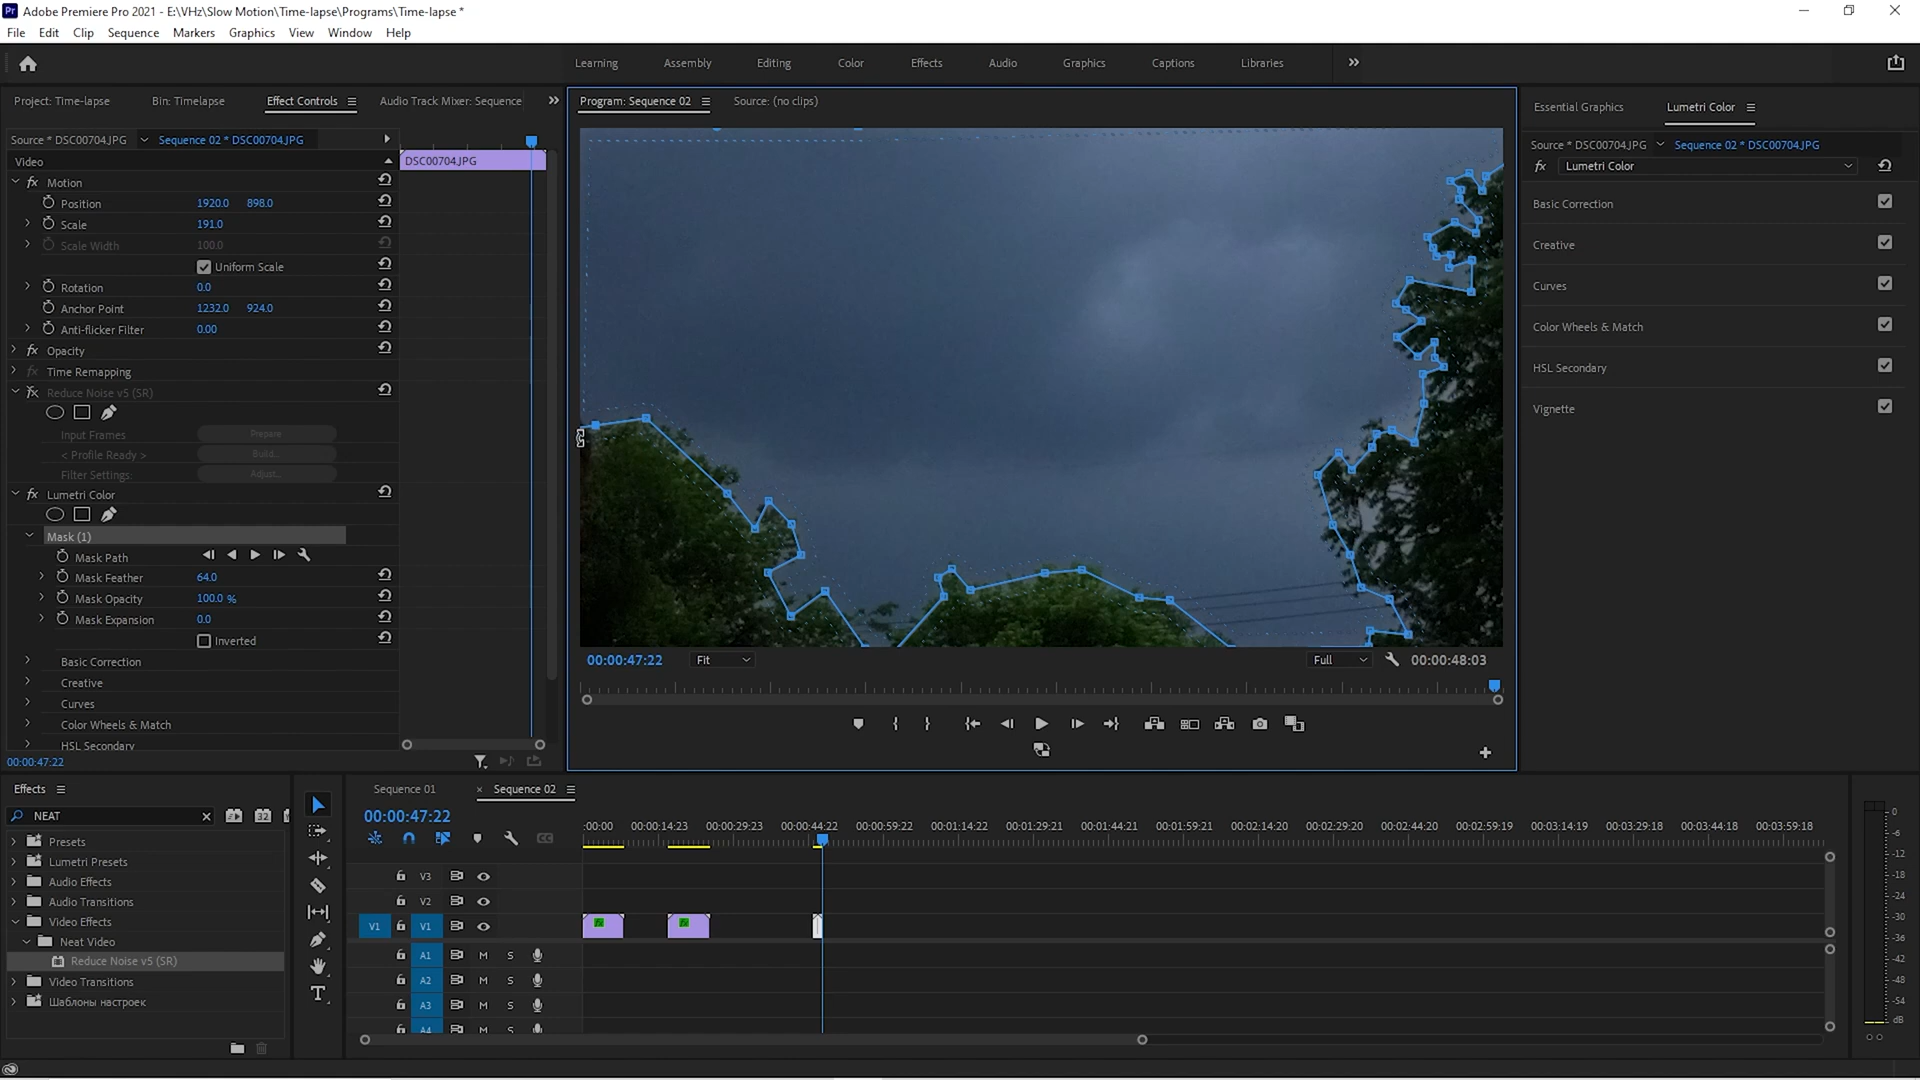 Adobe Premiere Pro 2021 - E:\VHz\Slow Motion\Time-lapse\Programs\Time-lapse *
File Edit Clip Sequence Markers Graphics View Window Help
Learning Assembly Editing Color Effects Audio Graphics Captions Libraries
Project: Time-lapse Bin: Timelapse Effect Controls Audio Track Mixer: Sequence
Program: Sequence 02 Source: (no clips)
Essential Graphics Lumetri Color
Source * DSC00704.JPG Sequence 02 * DSC00704.JPG
Source * DSC00704.JPG Sequence 02 * DSC00704.JPG
Video DSC00704.JPG
fx Lumetri Color
fx Motion
Position 1920.0 898.0
Scale 191.0
Scale Width 100.0
Uniform Scale
Rotation 0.0
Anchor Point 1232.0 924.0
Anti-flicker Filter 0.00
fx Opacity
fx Time Remapping
fx Reduce Noise v5 (SR)
Input Frames Prepare
< Profile Ready > Build...
Filter Settings: Adjust...
fx Lumetri Color
Mask (1)
Mask Path
Mask Feather 64.0
Mask Opacity 100.0 %
Mask Expansion 0.0
Inverted
Basic Correction
Creative
Curves
Color Wheels & Match
HSL Secondary
00:00:47:22
Basic Correction
Creative
Curves
Color Wheels & Match
HSL Secondary
Vignette
00:00:47:22 Fit Full 00:00:48:03
Effects
NEAT
32
Presets
Lumetri Presets
Audio Effects
Audio Transitions
Video Effects
Neat Video
Reduce Noise v5 (SR)
Video Transitions
Шаблоны настроек
Sequence 01 × Sequence 02
00:00:47:22
:00:00 00:00:14:23 00:00:29:23 00:00:44:22 00:00:59:22 00:01:14:22 00:01:29:21 00:01:44:21 00:01:59:21 00:02:14:20 00:02:29:20 00:02:44:20 00:02:59:19 00:03:14:19 00:03:29:18 00:03:44:18 00:03:59:18
V3
V2
V1 V1 fx fx
A1 M S
A2 M S
A3 M S
A4 M S
0
-6
-12
-18
-24
-30
-36
-42
-48
-54
dB